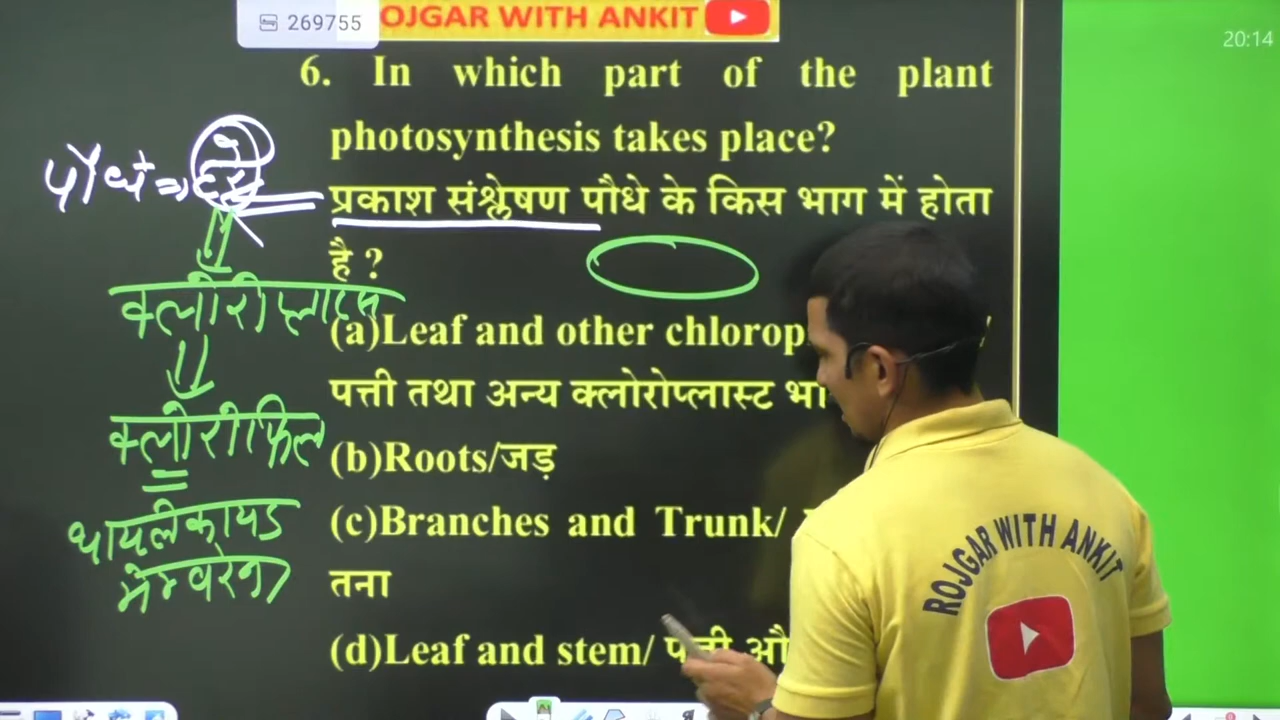 269755
ROJGAR WITH ANKIT
20:14
6. In which part of the plant
photosynthesis takes place?
प्रकाश संश्लेषण पौधे के किस भाग में होता
है ?
(a)Leaf and other chlorop
पत्ती तथा अन्य क्लोरोप्लास्ट भा
(b)Roots/जड़
(c)Branches and Trunk/
तना
(d)Leaf and stem/ पत्ती औ
क्लोरोप्लास्ट
क्लोरोफिल
थायलेकायड
मेम्बरेन
ROJGAR WITH ANKIT